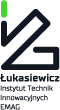 Łukasiewicz
Instytut Technik
Innowacyjnych
EMAG